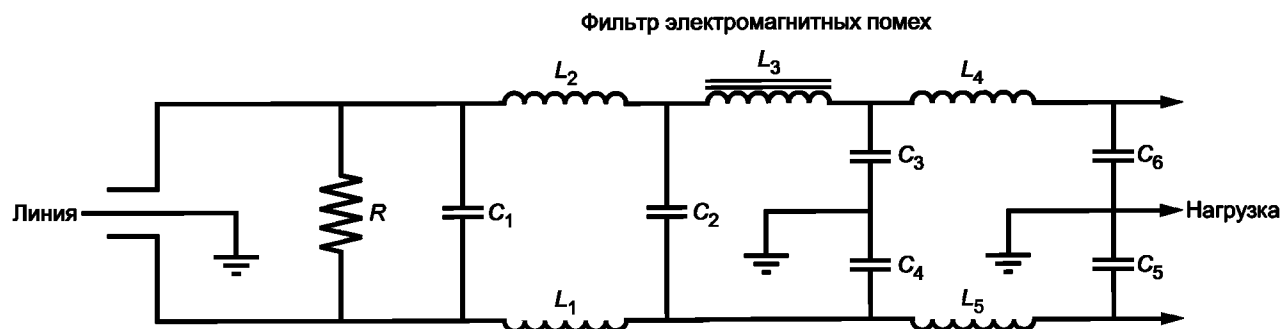 Фильтр электромагнитных помех
L2
L3
L4
C3
C6
Линия
R
C1
C2
Нагрузка
C4
C5
L1
L5